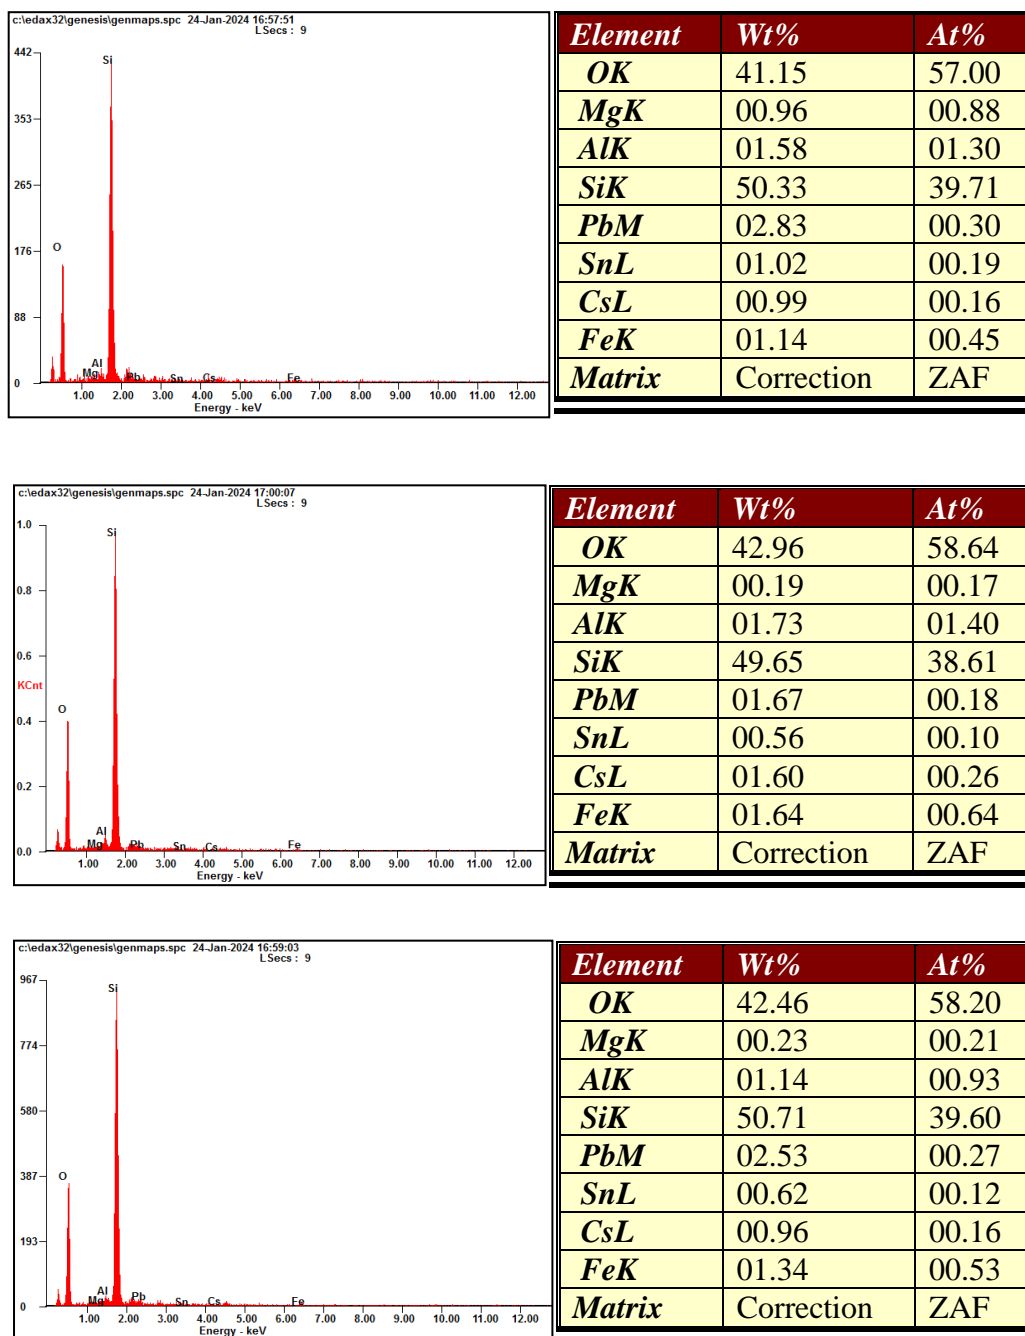 c:\edax32\genesis\genmaps.spc 24-Jan-2024 16:57:51
LSecs : 9
442
353
265
176
88
0
Si
O
Al
Mg
Pb
Sn
Cs
Fe
1.00 2.00 3.00 4.00 5.00 6.00 7.00 8.00 9.00 10.00 11.00 12.00
Energy - keV
Element Wt% At%
OK 41.15 57.00
MgK 00.96 00.88
AlK 01.58 01.30
SiK 50.33 39.71
PbM 02.83 00.30
SnL 01.02 00.19
CsL 00.99 00.16
FeK 01.14 00.45
Matrix Correction ZAF
c:\edax32\genesis\genmaps.spc 24-Jan-2024 17:00:07
LSecs : 9
1.0
0.8
0.6
KCnt
0.4
0.2
0.0
Si
O
Al
Mg
Pb
Sn
Cs
Fe
1.00 2.00 3.00 4.00 5.00 6.00 7.00 8.00 9.00 10.00 11.00 12.00
Energy - keV
Element Wt% At%
OK 42.96 58.64
MgK 00.19 00.17
AlK 01.73 01.40
SiK 49.65 38.61
PbM 01.67 00.18
SnL 00.56 00.10
CsL 01.60 00.26
FeK 01.64 00.64
Matrix Correction ZAF
c:\edax32\genesis\genmaps.spc 24-Jan-2024 16:59:03
LSecs : 9
967
774
580
387
193
0
Si
O
Al
Mg
Pb
Sn
Cs
Fe
1.00 2.00 3.00 4.00 5.00 6.00 7.00 8.00 9.00 10.00 11.00 12.00
Energy - keV
Element Wt% At%
OK 42.46 58.20
MgK 00.23 00.21
AlK 01.14 00.93
SiK 50.71 39.60
PbM 02.53 00.27
SnL 00.62 00.12
CsL 00.96 00.16
FeK 01.34 00.53
Matrix Correction ZAF